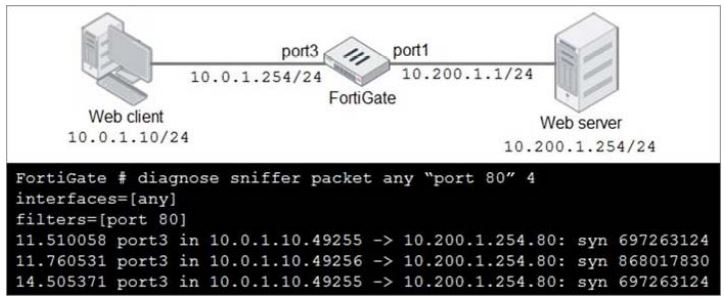 port3
port1
10.0.1.254/24
10.200.1.1/24
FortiGate
Web client
10.0.1.10/24
Web server
10.200.1.254/24
FortiGate # diagnose sniffer packet any “port 80” 4
interfaces=[any]
filters=[port 80]
11.510058 port3 in 10.0.1.10.49255 -> 10.200.1.254.80: syn 697263124
11.760531 port3 in 10.0.1.10.49256 -> 10.200.1.254.80: syn 868017830
14.505371 port3 in 10.0.1.10.49255 -> 10.200.1.254.80: syn 697263124